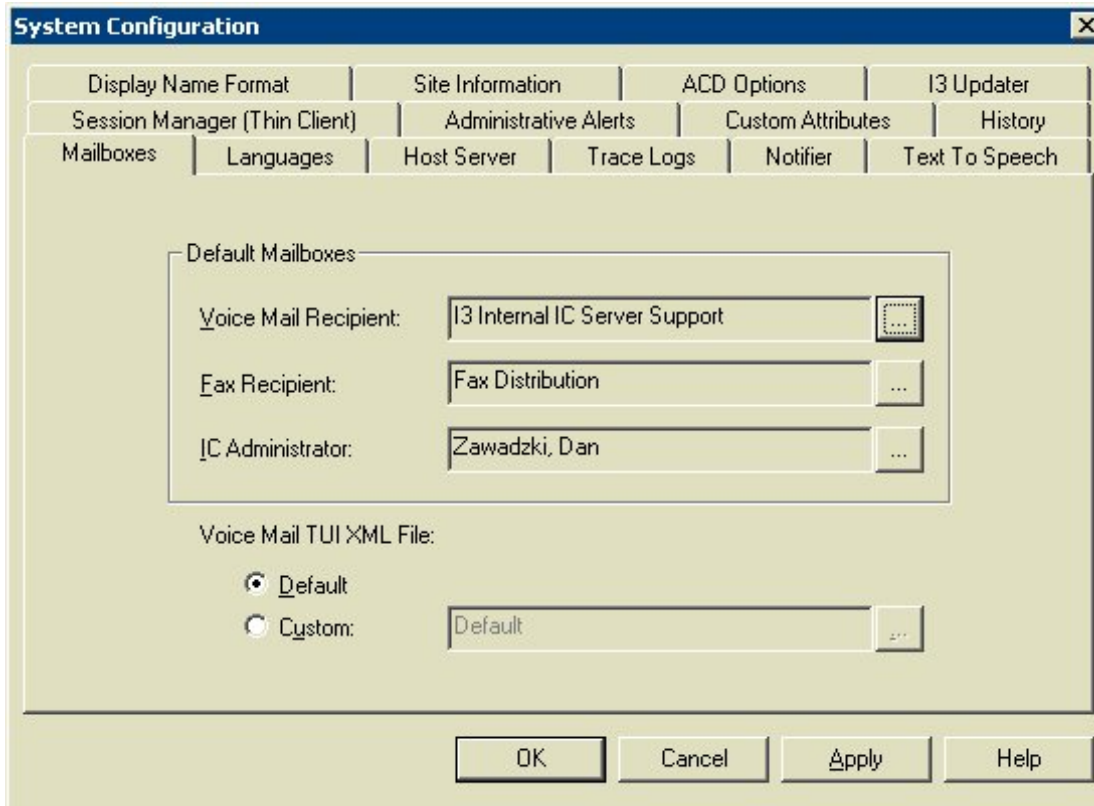 System Configuration
Display Name Format Site Information ACD Options I3 Updater
Session Manager (Thin Client) Administrative Alerts Custom Attributes History
Mailboxes Languages Host Server Trace Logs Notifier Text To Speech
Default Mailboxes
Voice Mail Recipient: I3 Internal IC Server Support ...
Fax Recipient: Fax Distribution ...
IC Administrator: Zawadzki, Dan ...
Voice Mail TUI XML File:
Default
Custom: Default ...
OK Cancel Apply Help